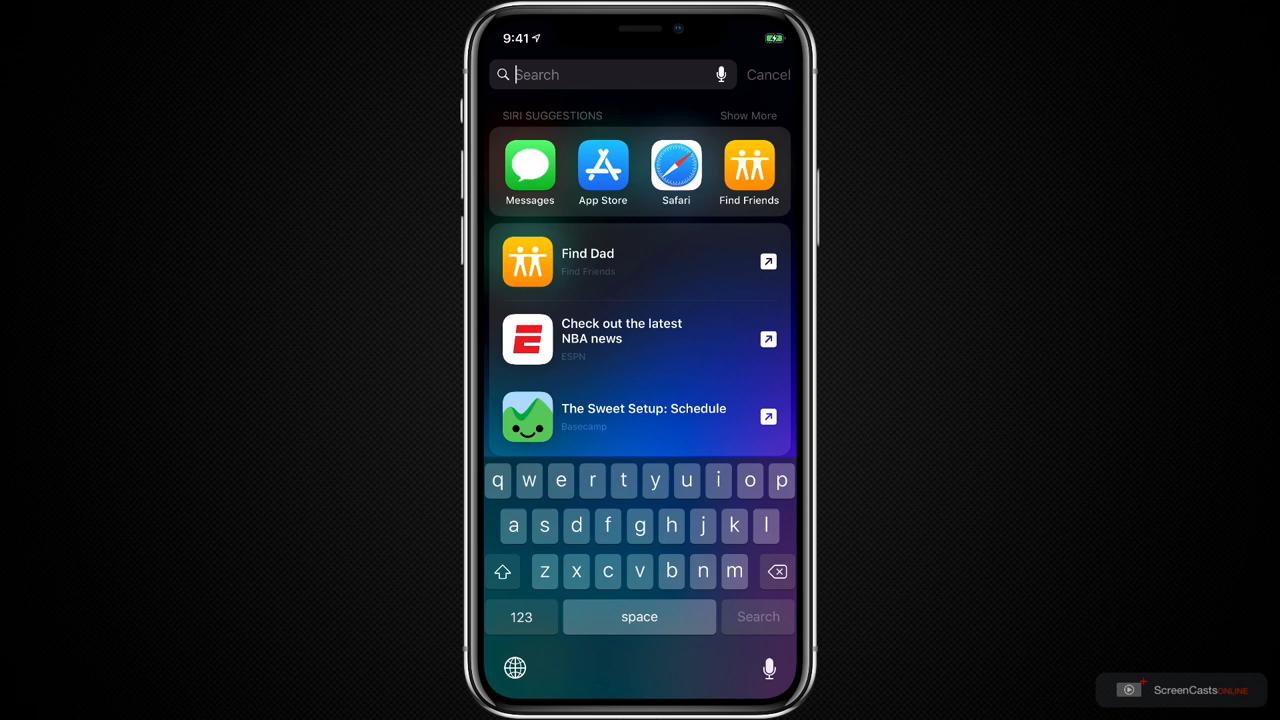 9:41
Search
Cancel
SIRI SUGGESTIONS
Show More
Messages
App Store
Safari
Find Friends
Find Dad
Find Friends
Check out the latest
NBA news
ESPN
The Sweet Setup: Schedule
Basecamp
q w e r t y u i o p
a s d f g h j k l
z x c v b n m
123
space
Search
ScreenCastsONLINE